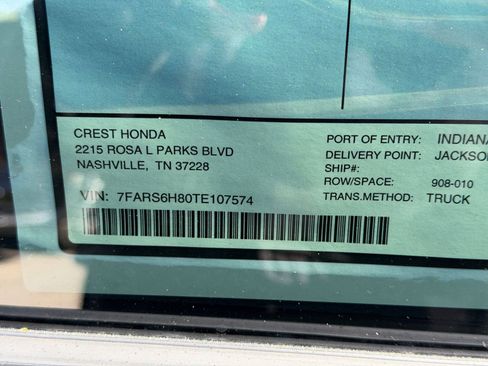 CREST HONDA
2215 ROSA L PARKS BLVD
NASHVILLE, TN 37228
VIN: 7FARS6H80TE107574
PORT OF ENTRY: INDIANA
DELIVERY POINT: JACKSO
SHIP#:
ROW/SPACE: 908-010
TRANS.METHOD: TRUCK